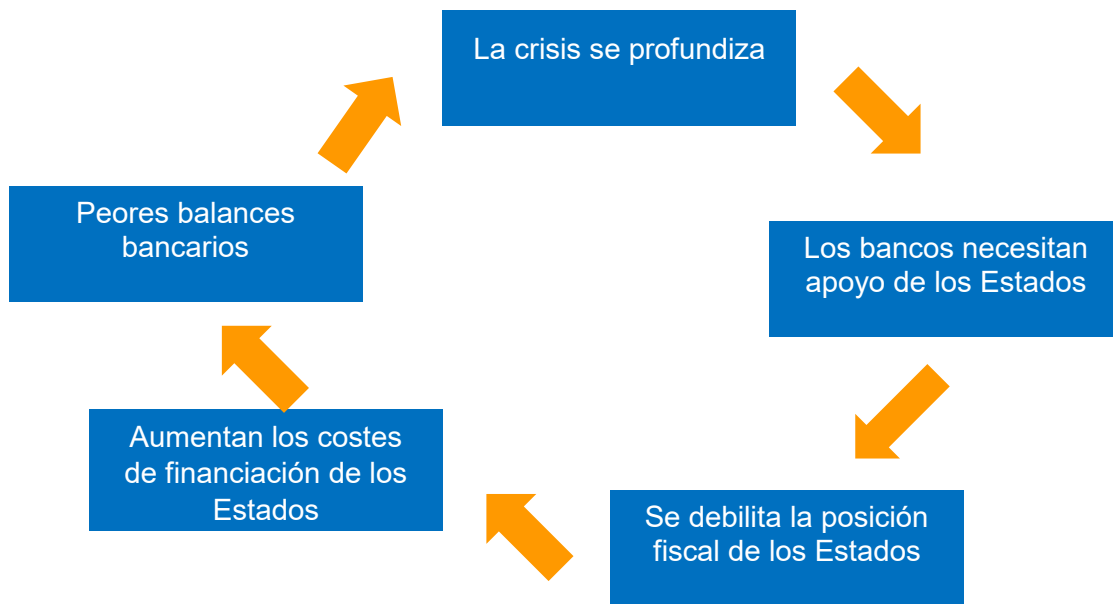 La crisis se profundiza
Los bancos necesitan
apoyo de los Estados
Se debilita la posición
fiscal de los Estados
Aumentan los costes
de financiación de los
Estados
Peores balances
bancarios